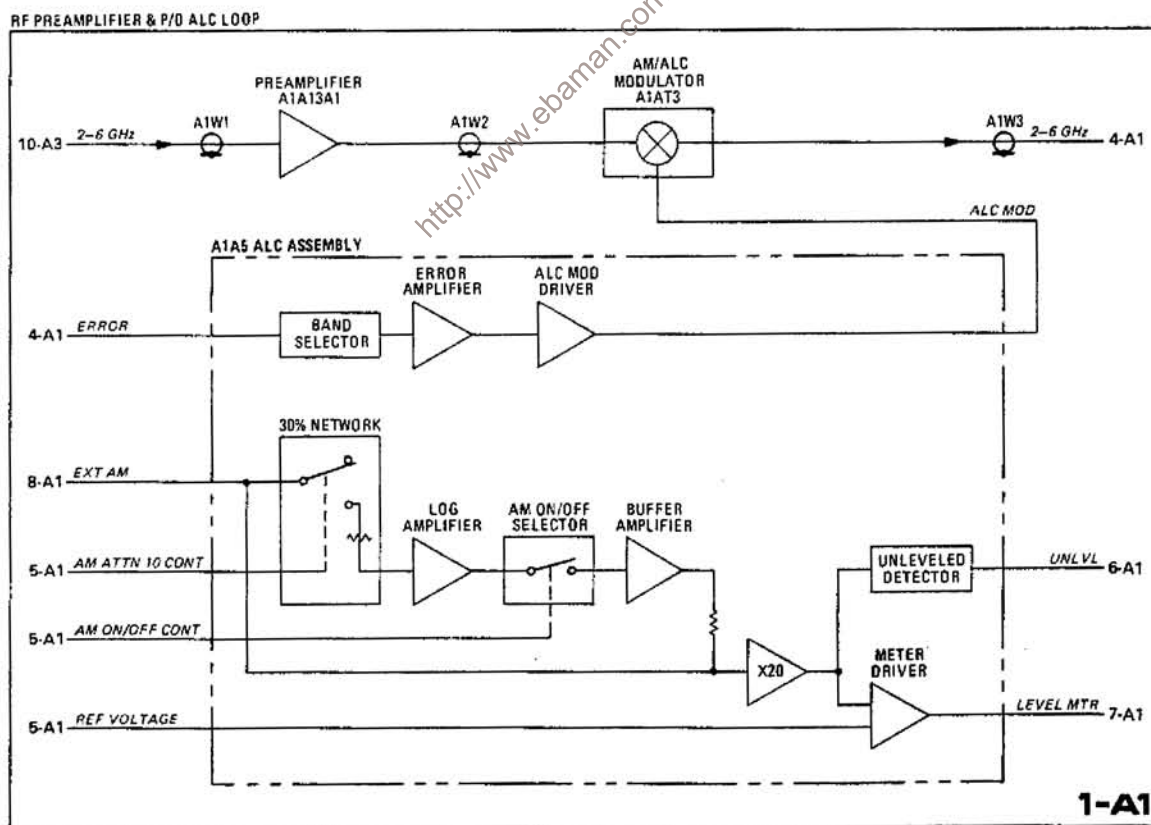 RF PREAMPLIFIER & P/O ALC LOOP
PREAMPLIFIER
A1A13A1
AM/ALC
MODULATOR
A1AT3
10-A3
2–6 GHz
A1W1
A1W2
A1W3
2–6 GHz
4-A1
http://www.ebaman.com
ALC MOD
A1A5 ALC ASSEMBLY
ERROR
AMPLIFIER
ALC MOD
DRIVER
4-A1
ERROR
BAND
SELECTOR
30% NETWORK
8-A1
EXT AM
LOG
AMPLIFIER
AM ON/OFF
SELECTOR
BUFFER
AMPLIFIER
5-A1
AM ATTN 10 CONT
UNLEVELED
DETECTOR
UNLVL
6-A1
5-A1
AM ON/OFF CONT
X20
METER
DRIVER
5-A1
REF VOLTAGE
LEVEL MTR
7-A1
1-A1